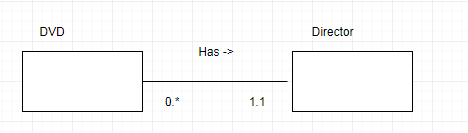 DVD
Director
Has ->
0.*
1.1